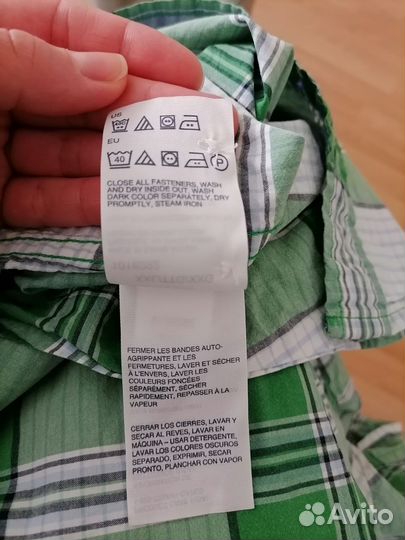 US
EU
40
P
CLOSE ALL FASTENERS, WASH
AND DRY INSIDE OUT, WASH
DARK COLOR SEPARATELY, DRY
PROMPTLY, STEAM IRON
FERMER LES BANDES AUTO-
AGRIPPANTE ET LES
FERMETURES, LAVER ET SÉCHER
À L'ENVERS, LAVER LES
COULEURS FONCÉES
SÉPARÉMENT, SÉCHER
RAPIDEMENT, REPASSER À LA
VAPEUR
CERRAR LOS CIERRES, LAVAR Y
SECAR AL REVES, LAVAR EN
MÁQUINA – USAR DETERGENTE,
LAVAR LOS COLORES OSCUROS
SEPARADO, EXPRIMIR, SECAR
PRONTO, PLANCHAR CON VAPOR
Avito